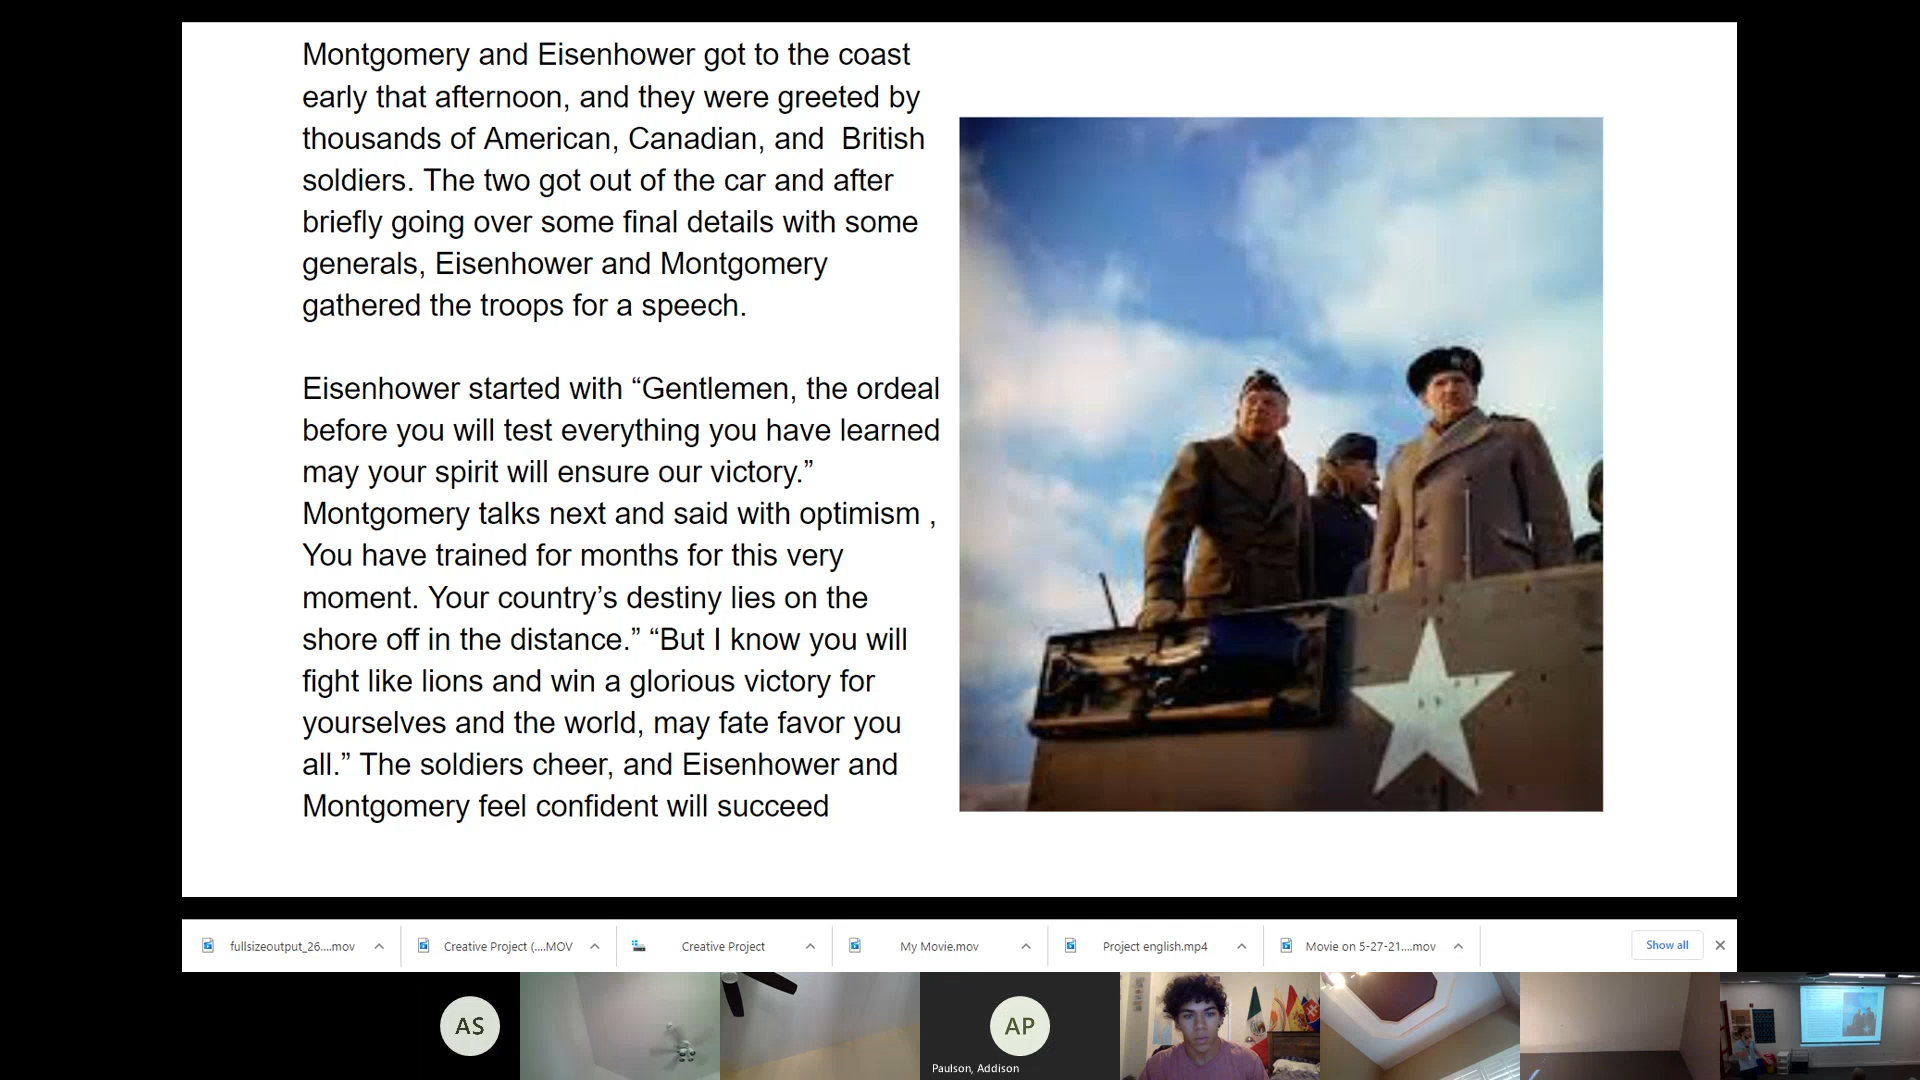 Montgomery and Eisenhower got to the coast
early that afternoon, and they were greeted by
thousands of American, Canadian, and  British
soldiers. The two got out of the car and after
briefly going over some final details with some
generals, Eisenhower and Montgomery
gathered the troops for a speech.
Eisenhower started with “Gentlemen, the ordeal
before you will test everything you have learned
may your spirit will ensure our victory.”
Montgomery talks next and said with optimism ,
You have trained for months for this very
moment. Your country’s destiny lies on the
shore off in the distance.” “But I know you will
fight like lions and win a glorious victory for
yourselves and the world, may fate favor you
all.” The soldiers cheer, and Eisenhower and
Montgomery feel confident will succeed
fullsizeoutput_26....mov
Creative Project (....MOV
Creative Project
My Movie.mov
Project english.mp4
Movie on 5-27-21....mov
Show all
AS
AP
Paulson, Addison